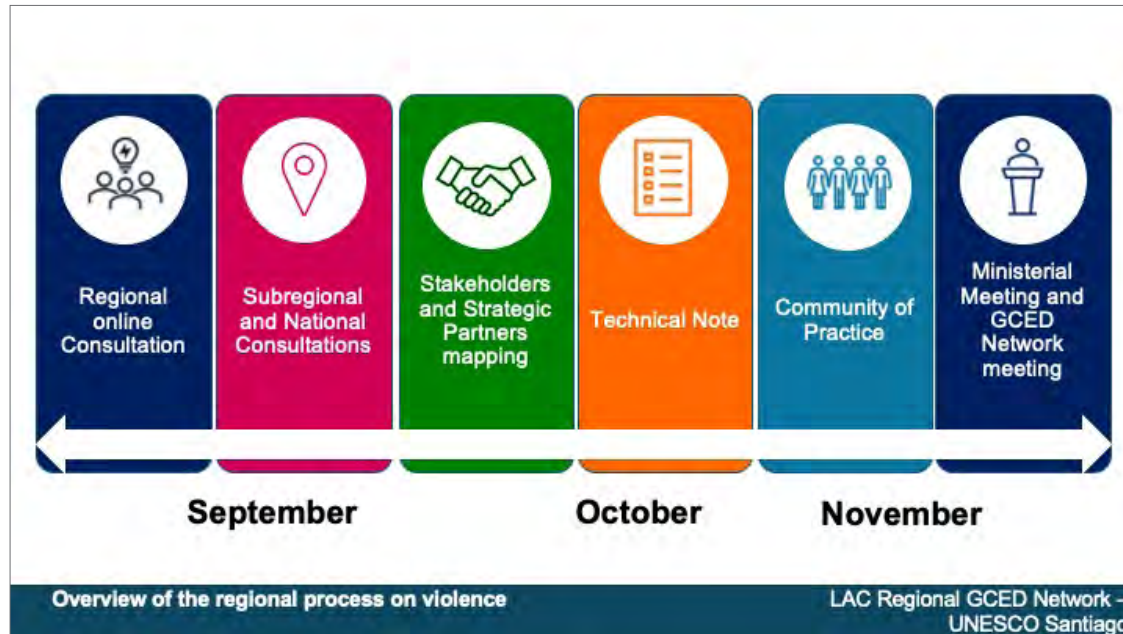 Regional
online
Consultation
Subregional
and National
Consultations
Stakeholders
and Strategic
Partners
mapping
Technical Note
Community of
Practice
Ministerial
Meeting and
GCED
Network
meeting
September
October
November
Overview of the regional process on violence
LAC Regional GCED Network -
UNESCO Santiago